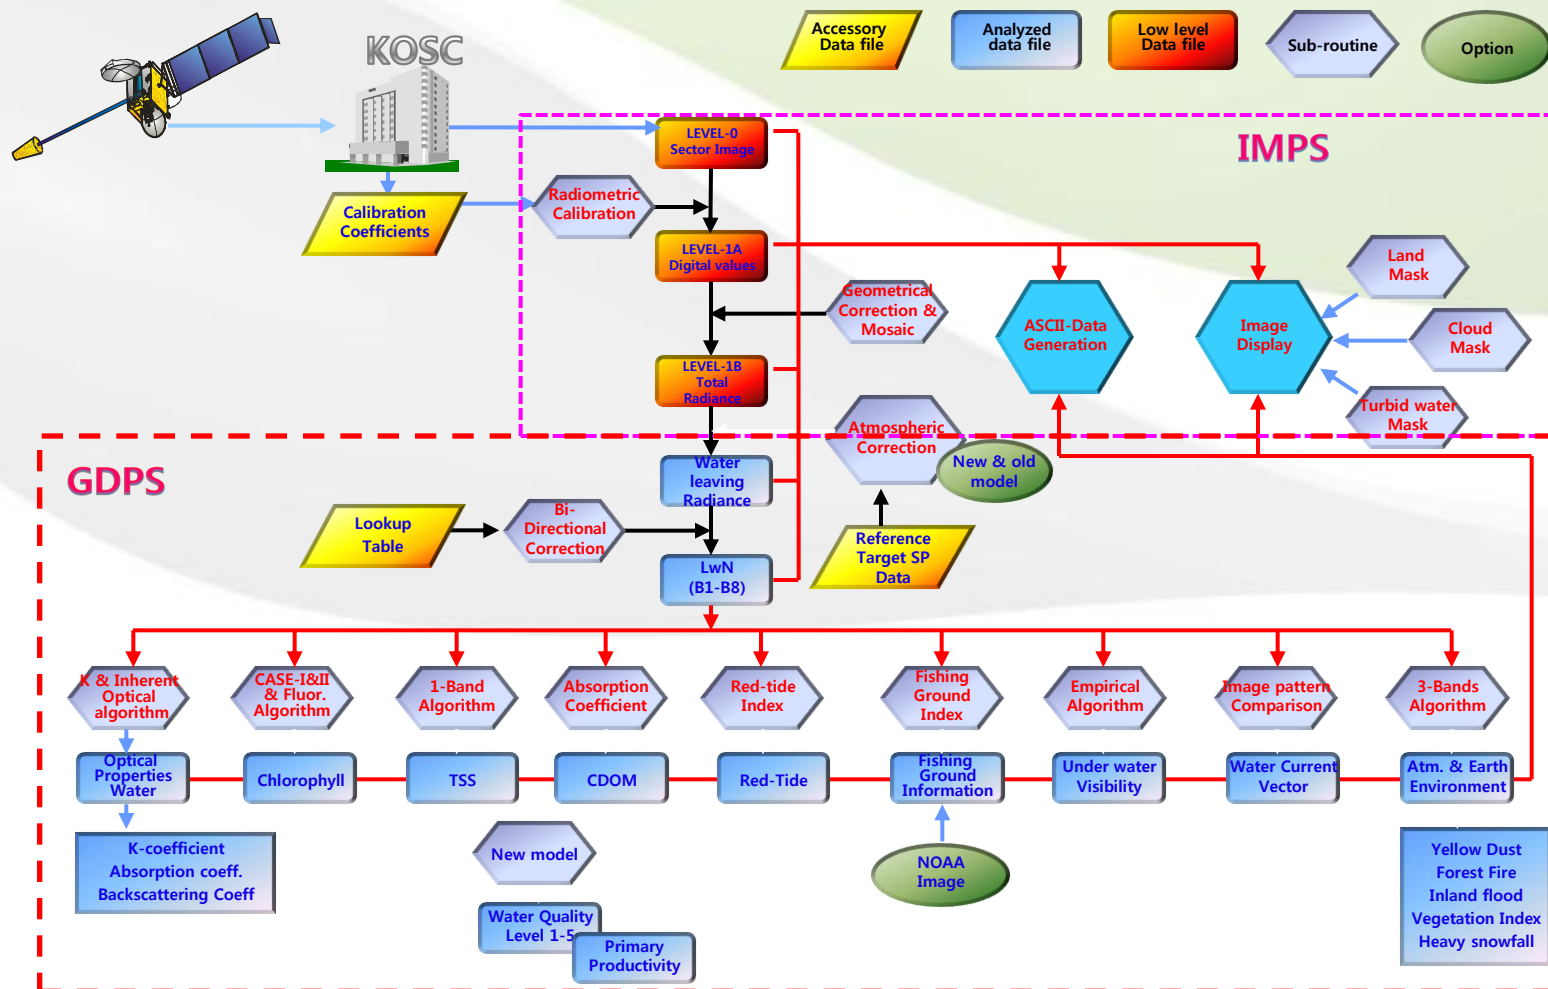 KOSC
Accessory
Data file
Analyzed
data file
Low level
Data file
Sub-routine
Option
IMPS
LEVEL-0
Sector Image
Radiometric
Calibration
Calibration
Coefficients
LEVEL-1A
Digital values
Geometrical
Correction &
Mosaic
ASCII-Data
Generation
Image
Display
Land
Mask
Cloud
Mask
Turbid water
Mask
LEVEL-1B
Total
Radiance
Atmospheric
Correction
New & old
model
GDPS
Water
leaving
Radiance
Lookup
Table
Bi-
Directional
Correction
Reference
Target SP
Data
LwN
(B1-B8)
K & Inherent
Optical
algorithm
CASE-I&II
& Fluor.
Algorithm
1-Band
Algorithm
Absorption
Coefficient
Red-tide
Index
Fishing
Ground
Index
Empirical
Algorithm
Image pattern
Comparison
3-Bands
Algorithm
Optical
Properties
Water
Chlorophyll
TSS
CDOM
Red-Tide
Fishing
Ground
Information
Under water
Visibility
Water Current
Vector
Atm. & Earth
Environment
K-coefficient
Absorption coeff.
Backscattering Coeff
New model
Water Quality
Level 1-5
Primary
Productivity
NOAA
Image
Yellow Dust
Forest Fire
Inland flood
Vegetation Index
Heavy snowfall